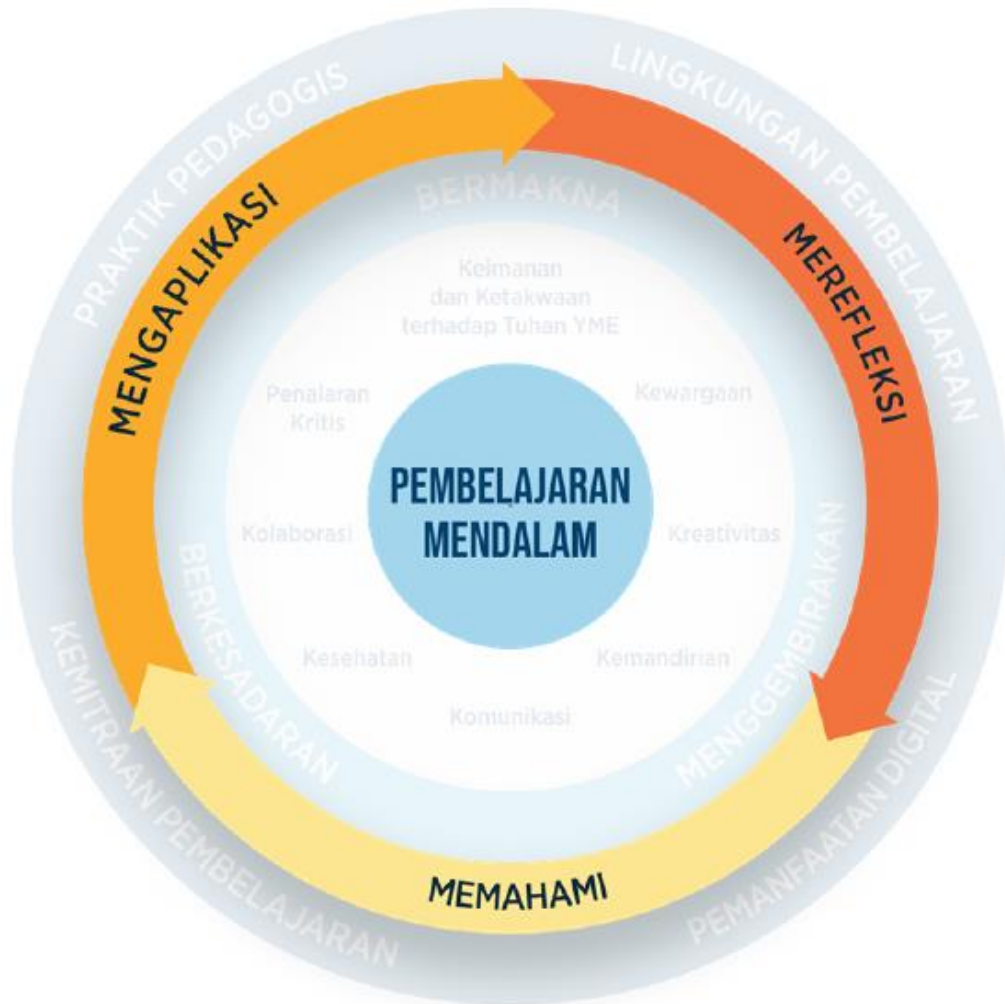 PRAKTIK PEDAGOGIS
LINGKUNGAN PEMBELAJARAN
MENGAPLIKASI
MEREFLEKSI
BERMAKNA
Keimanan
dan Ketakwaan
terhadap Tuhan YME
Penalaran
Kritis
Kewargaan
PEMBELAJARAN
MENDALAM
Kolaborasi
Kreativitas
BERKESADARAN
MENGGEMBIRAKAN
Kesehatan
Kemandirian
Komunikasi
KEMITRAAN PEMBELAJARAN
PEMANFAATAN DIGITAL
MEMAHAMI